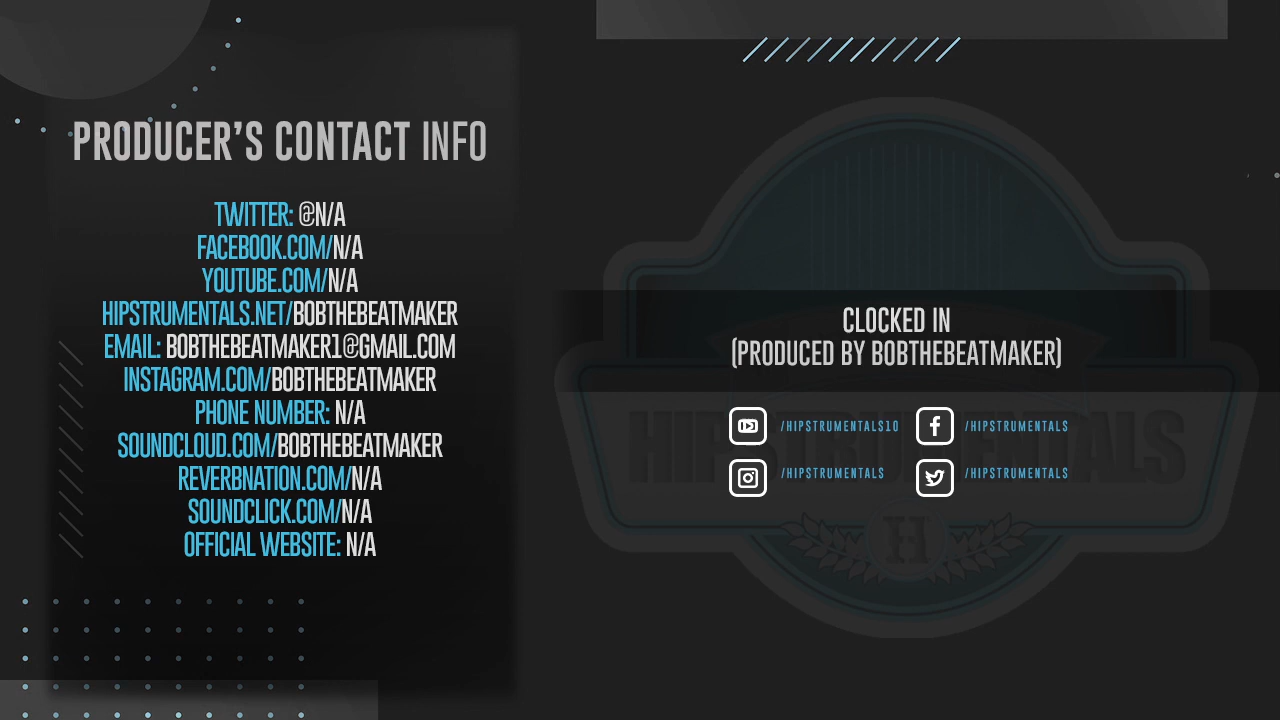 PRODUCER'S CONTACT INFO
TWITTER: @N/A
FACEBOOK.COM/N/A
YOUTUBE.COM/N/A
HIPSTRUMENTALS.NET/BOBTHEBEATMAKER
EMAIL: BOBTHEBEATMAKER1@GMAIL.COM
INSTAGRAM.COM/BOBTHEBEATMAKER
PHONE NUMBER: N/A
SOUNDCLOUD.COM/BOBTHEBEATMAKER
REVERBNATION.COM/N/A
SOUNDCLICK.COM/N/A
OFFICIAL WEBSITE: N/A
CLOCKED IN
(PRODUCED BY BOBTHEBEATMAKER)
/HIPSTRUMENTALS10 /HIPSTRUMENTALS
/HIPSTRUMENTALS /HIPSTRUMENTALS
HIPSTRUMENTALS
H